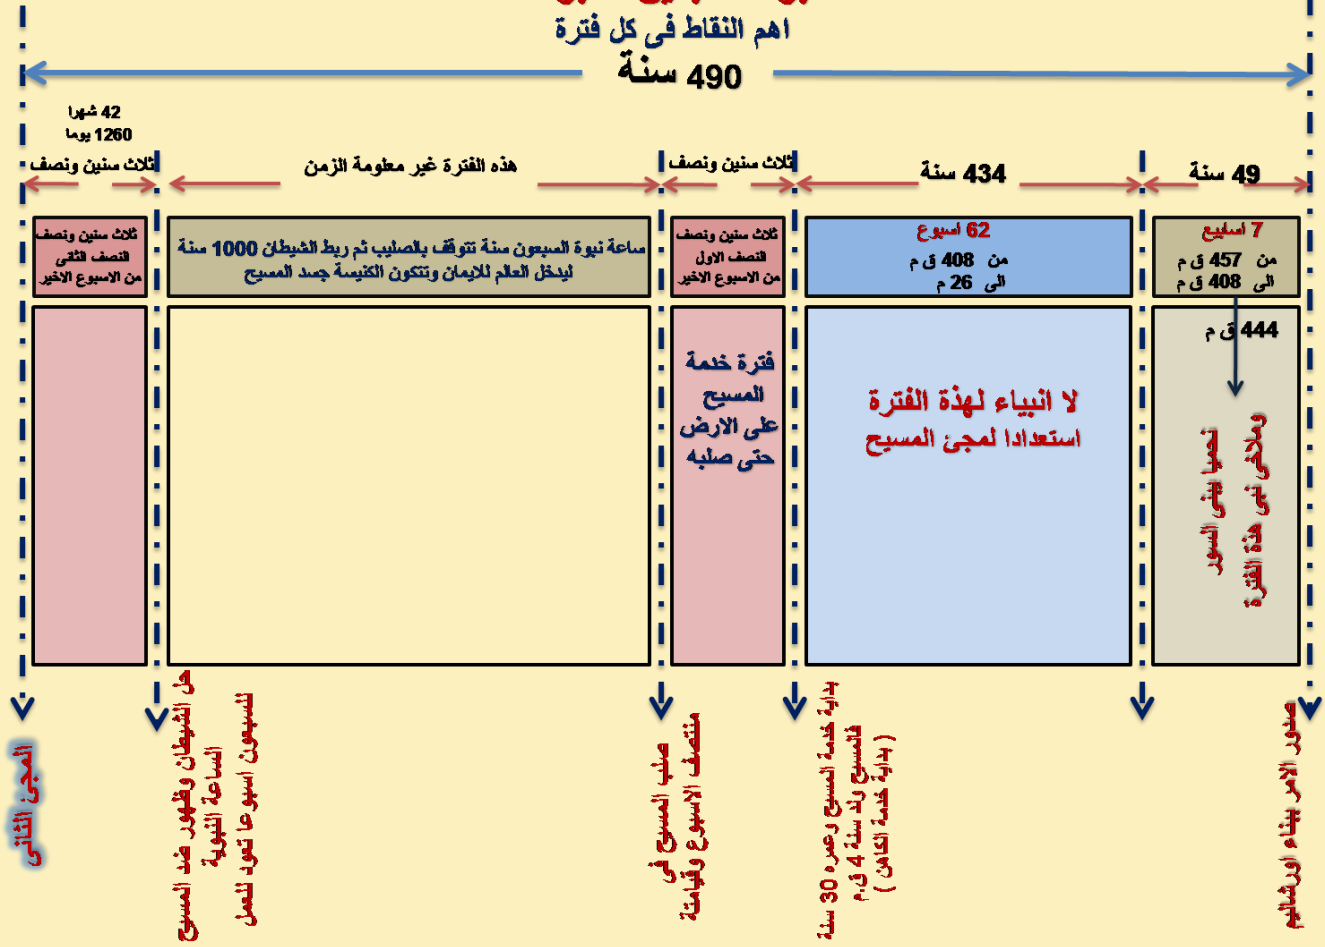 اهم النقاط فى كل فترة
490 سنة
49 سنة
434 سنة
ثلاث سنين ونصف
هذه الفترة غير معلومة الزمن
42 شهرا
1260 يوما
ثلاث سنين ونصف
7 اسابيع
من 457 ق م
الى 408 ق م
62 اسبوع
من 408 ق م
الى 26 م
ثلاث سنين ونصف
النصف الاول
من الاسبوع الاخير
ساعة نبوة السبعون سنة تتوقف بالصليب ثم ربط الشيطان 1000 سنة
ليدخل العالم للايمان وتتكون الكنيسة جسد المسيح
ثلاث سنين ونصف
النصف الثانى
من الاسبوع الاخير
444 ق م
نحميا يبنى السور
وملاخى نبى هذة الفترة
لا انبياء لهذة الفترة
استعدادا لمجئ المسيح
فترة خدمة
المسيح
على الارض
حتى صلبه
صدور الامر ببناء اورشاليم
بداية خدمة المسيح وعمره 30 سنة
فالمسيح ولد سنة 4 ق.م
( بداية خدمة الكاهن )
صلب المسيح فى
منتصف الاسبوع وقيامتة
حل الشيطان وظهور ضد المسيح
الساعة النبوية
للسبعون اسبوعا تعود للعمل
المجئ الثانى